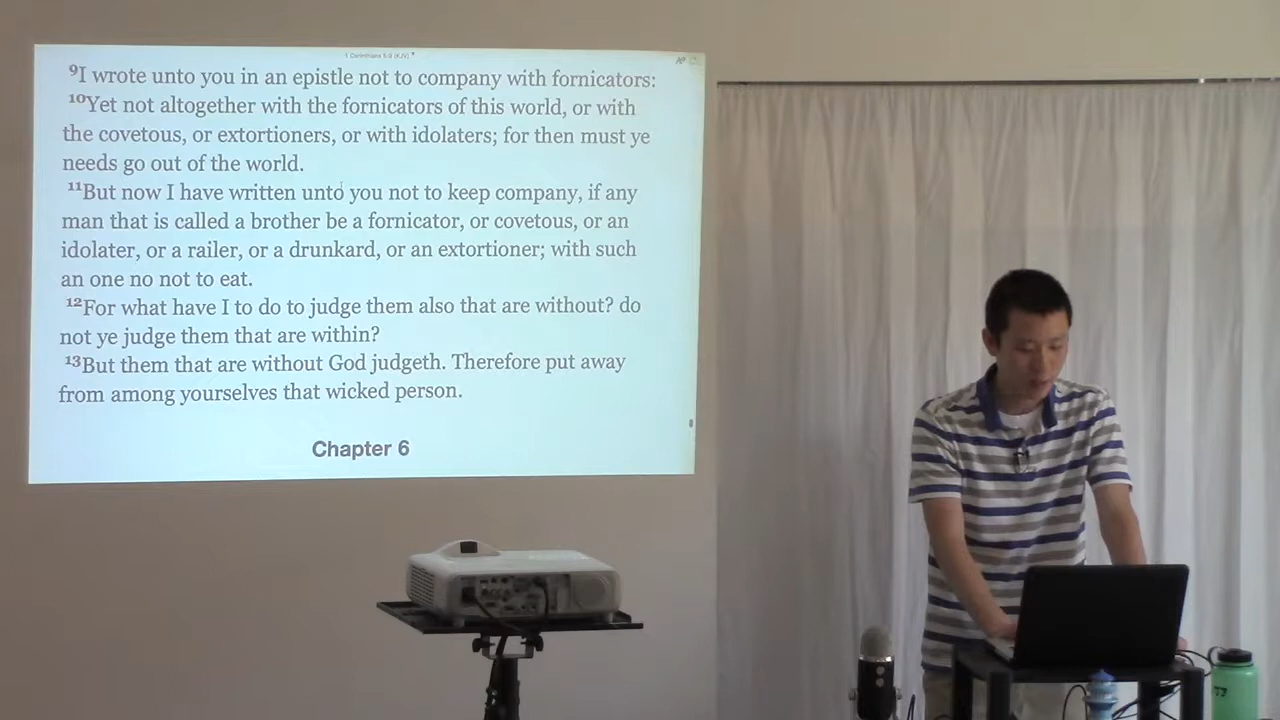 1 Corinthians 5:9 (KJV)
9I wrote unto you in an epistle not to company with fornicators:
10Yet not altogether with the fornicators of this world, or with
the covetous, or extortioners, or with idolaters; for then must ye
needs go out of the world.
11But now I have written unto you not to keep company, if any
man that is called a brother be a fornicator, or covetous, or an
idolater, or a railer, or a drunkard, or an extortioner; with such
an one no not to eat.
12For what have I to do to judge them also that are without? do
not ye judge them that are within?
13But them that are without God judgeth. Therefore put away
from among yourselves that wicked person.
Chapter 6